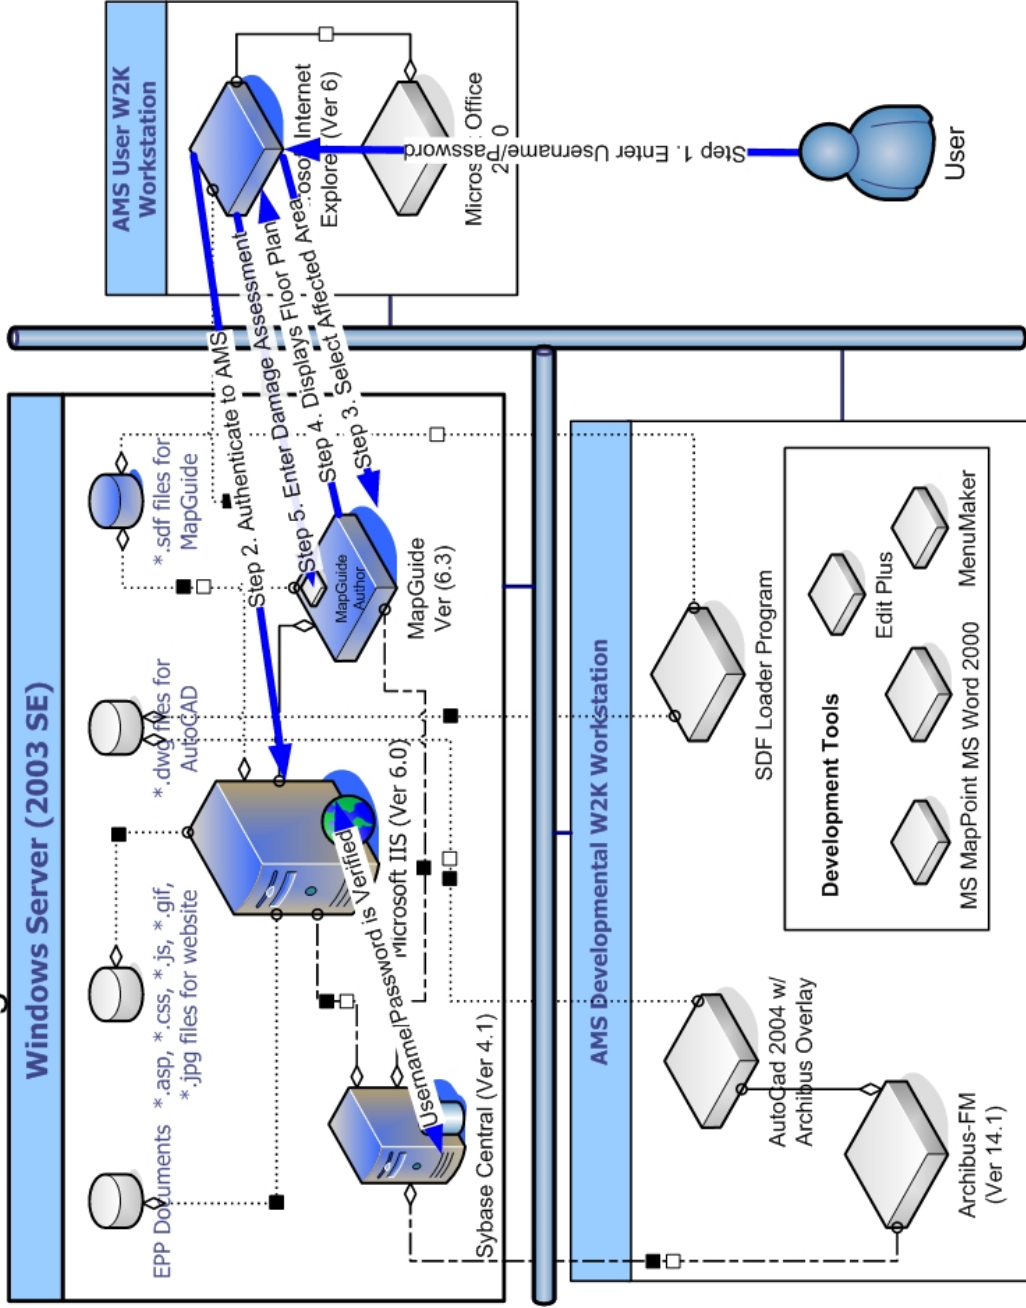 Windows Server (2003 SE)
EPP Documents
*.asp, *.css, *.js, *.gif,
*.jpg files for website
*.dwg files for
AutoCAD
*.sdf files for
MapGuide
Sybase Central (Ver 4.1)
Microsoft IIS (Ver 6.0)
MapGuide
Author
MapGuide
Ver (6.3)
Username/Password is Verified
Step 2. Authenticate to AMS
Step 5. Enter Damage Assessment
Step 4. Displays Floor Plan
Step 3. Select Affected Area
AMS User W2K
Workstation
Internet
Explorer (Ver 6)
Office
Step 1. Enter Username/Password
User
AMS Developmental W2K Workstation
AutoCad 2004 w/
Archibus Overlay
Archibus-FM
(Ver 14.1)
SDF Loader Program
Development Tools
Edit Plus
MS MapPoint
MS Word 2000
MenuMaker